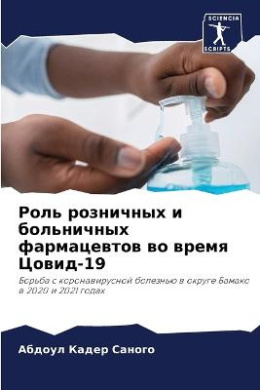 SCIENCIA
SCRIPTS
Роль розничных и
больничных
фармацевтов во время
Цовид-19
Борьба с коронавирусной болезнью в округе Бамако
в 2020 и 2021 годах
Абдоул Кадер Саного